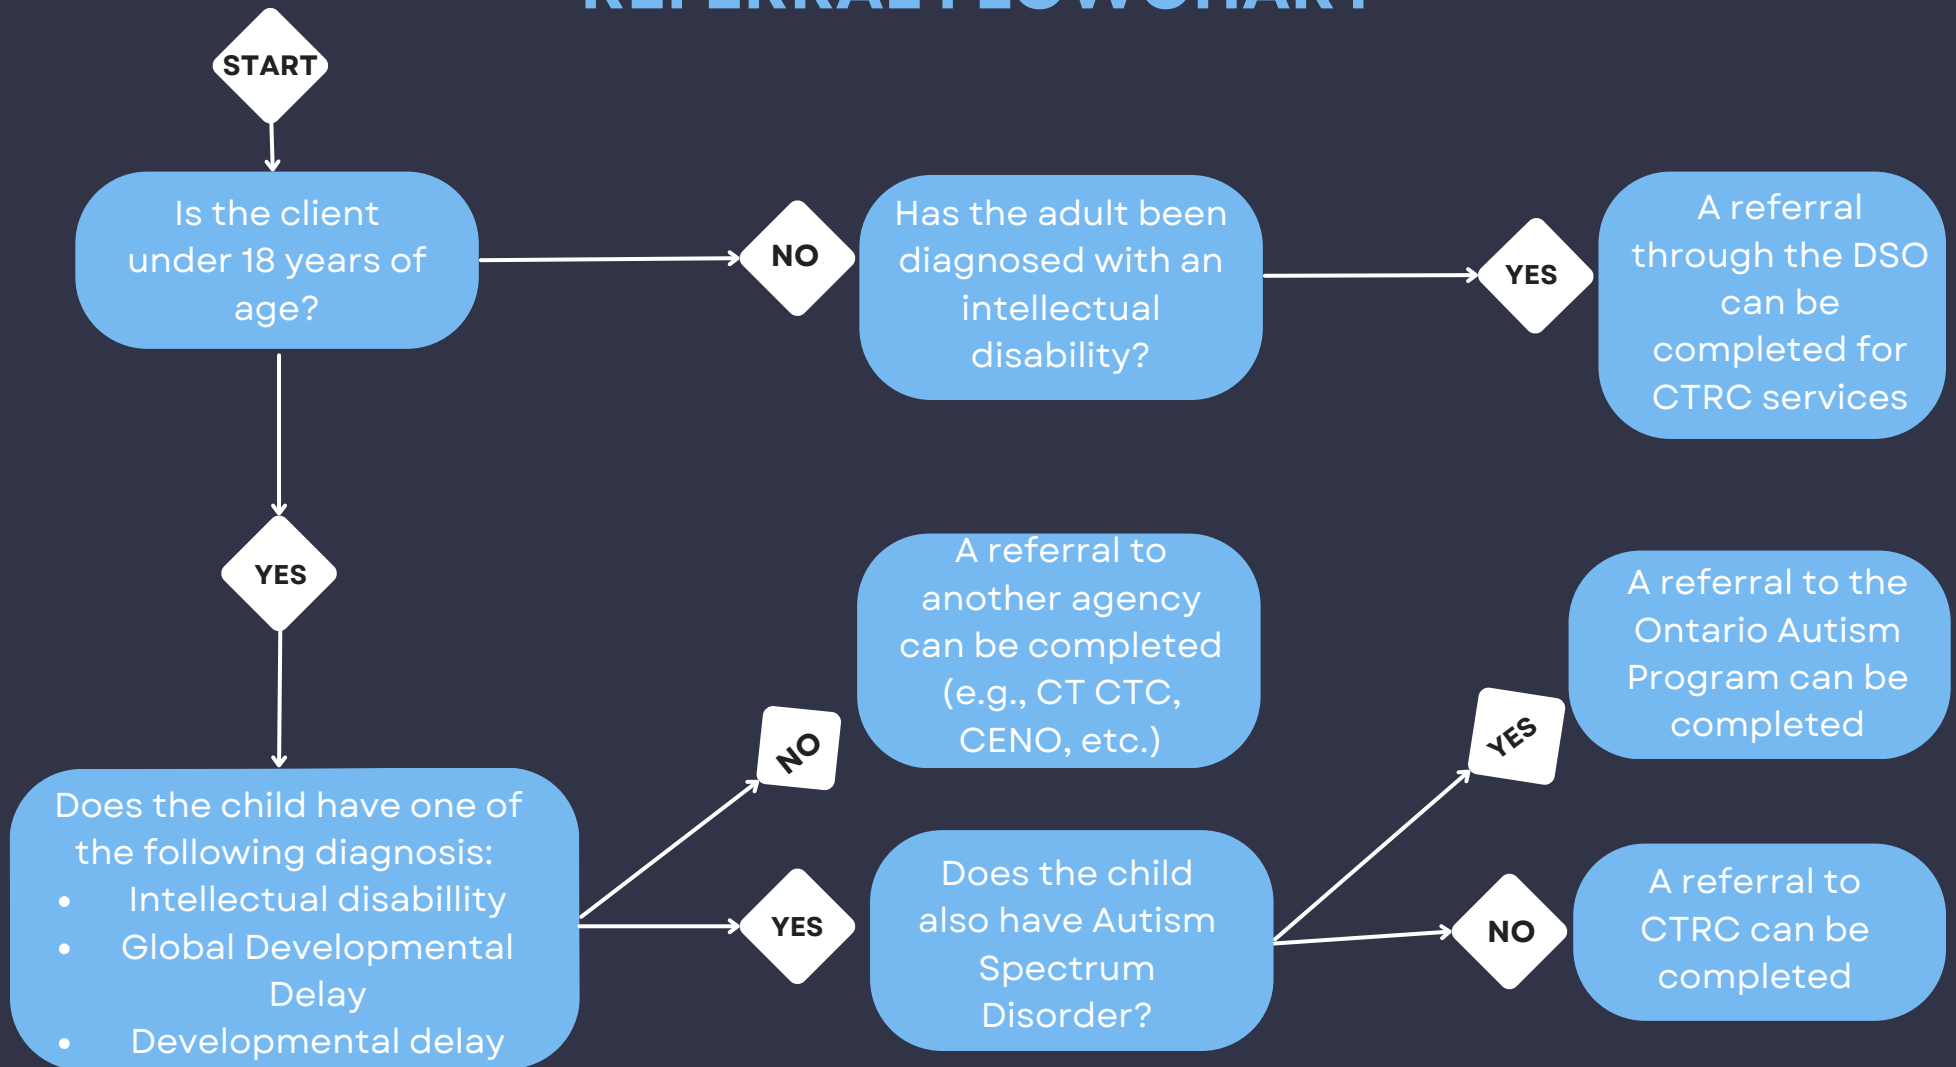 REFERRAL FLOWCHART
START
Is the client
under 18 years of
age?
NO
Has the adult been
diagnosed with an
intellectual
disability?
YES
A referral
through the DSO
can be
completed for
CTRC services
YES
Does the child have one of
the following diagnosis:
• Intellectual disabillity
• Global Developmental
Delay
• Developmental delay
NO
A referral to
another agency
can be completed
(e.g., CT CTC,
CENO, etc.)
YES
Does the child
also have Autism
Spectrum
Disorder?
YES
A referral to the
Ontario Autism
Program can be
completed
NO
A referral to
CTRC can be
completed